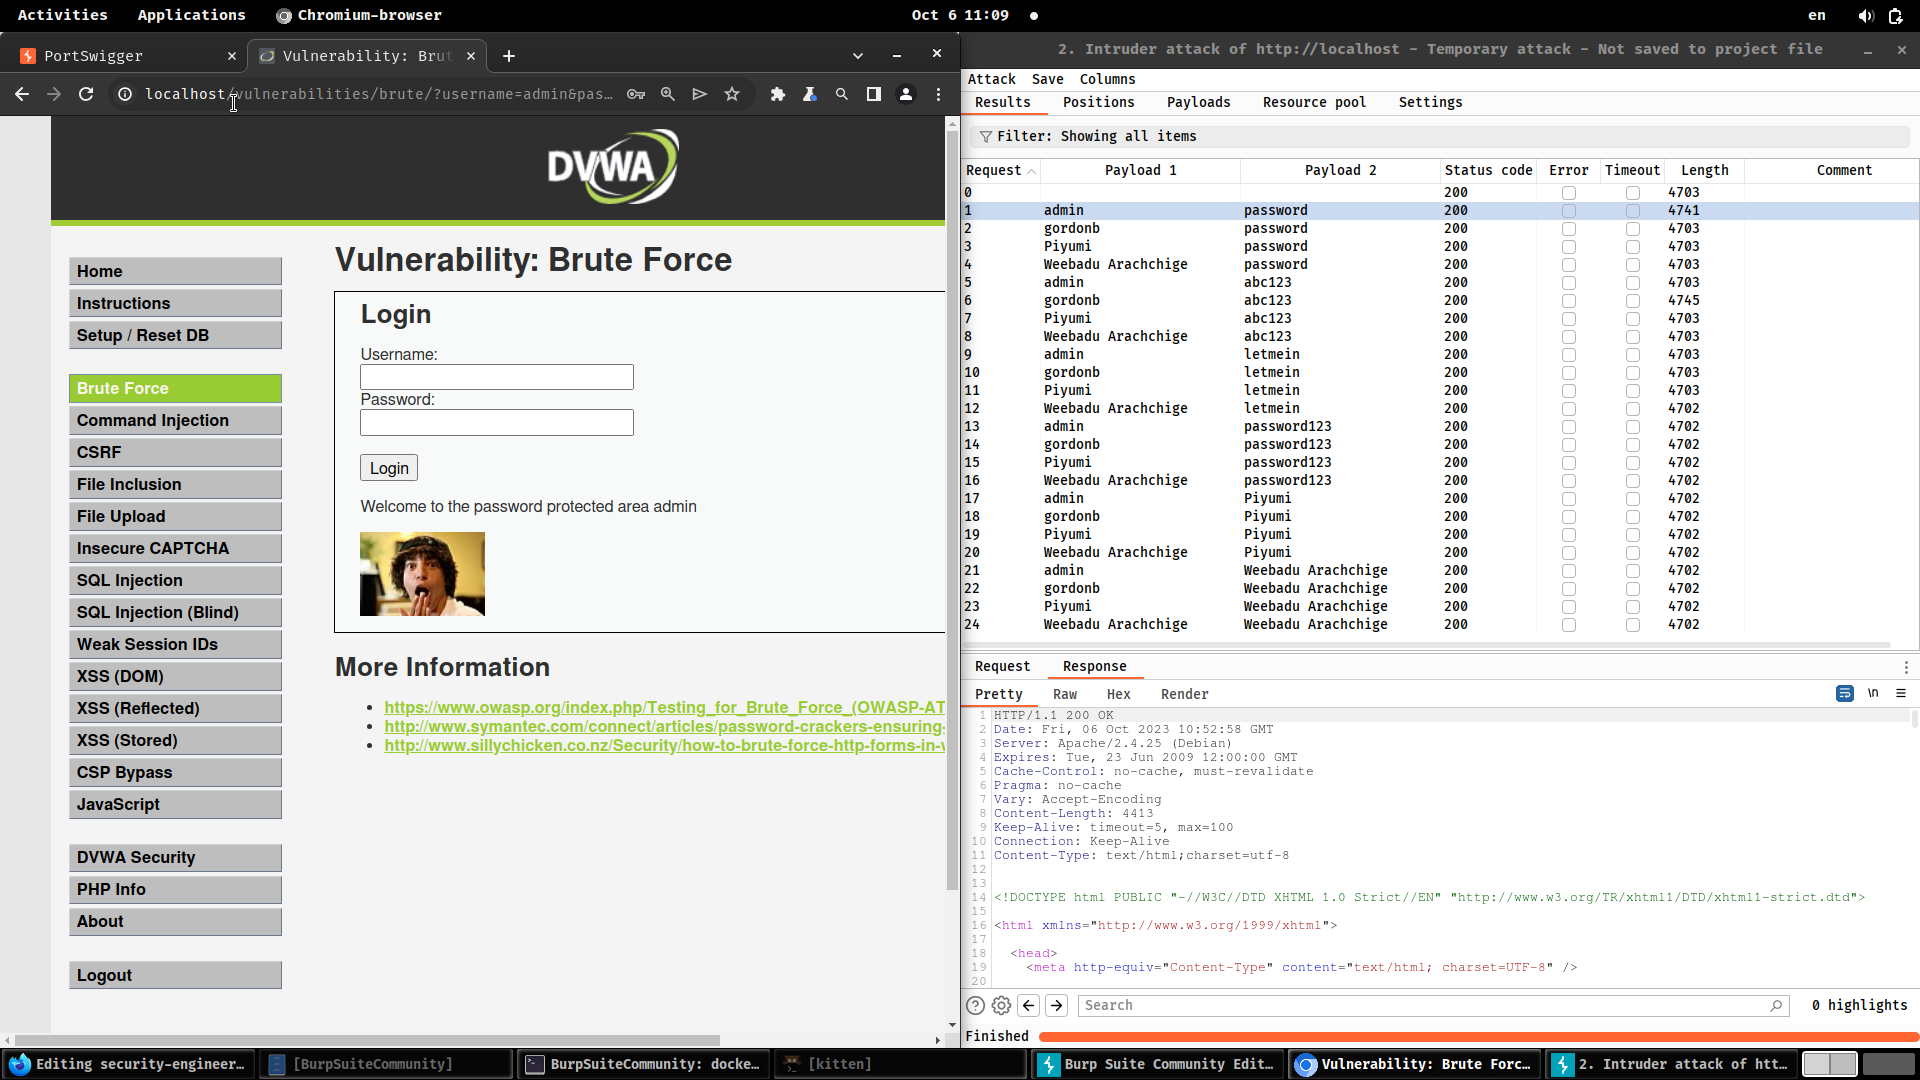 Activities Applications Chromium-browser Oct 6 11:09 en
PortSwigger Vulnerability: Brut
localhost/vulnerabilities/brute/?username=admin&pas…
DVWA
Home
Instructions
Setup / Reset DB
Brute Force
Command Injection
CSRF
File Inclusion
File Upload
Insecure CAPTCHA
SQL Injection
SQL Injection (Blind)
Weak Session IDs
XSS (DOM)
XSS (Reflected)
XSS (Stored)
CSP Bypass
JavaScript
DVWA Security
PHP Info
About
Logout
Vulnerability: Brute Force
Login
Username:
Password:
Login
Welcome to the password protected area admin
More Information
https://www.owasp.org/index.php/Testing_for_Brute_Force_(OWASP-AT
http://www.symantec.com/connect/articles/password-crackers-ensuring-
http://www.sillychicken.co.nz/Security/how-to-brute-force-http-forms-in-
2. Intruder attack of http://localhost - Temporary attack - Not saved to project file
Attack Save Columns
Results Positions Payloads Resource pool Settings
Filter: Showing all items
Request Payload 1 Payload 2 Status code Error Timeout Length Comment
0 200 4703
1 admin password 200 4741
2 gordonb password 200 4703
3 Piyumi password 200 4703
4 Weebadu Arachchige password 200 4703
5 admin abc123 200 4703
6 gordonb abc123 200 4745
7 Piyumi abc123 200 4703
8 Weebadu Arachchige abc123 200 4703
9 admin letmein 200 4703
10 gordonb letmein 200 4703
11 Piyumi letmein 200 4703
12 Weebadu Arachchige letmein 200 4702
13 admin password123 200 4702
14 gordonb password123 200 4702
15 Piyumi password123 200 4702
16 Weebadu Arachchige password123 200 4702
17 admin Piyumi 200 4702
18 gordonb Piyumi 200 4702
19 Piyumi Piyumi 200 4702
20 Weebadu Arachchige Piyumi 200 4702
21 admin Weebadu Arachchige 200 4702
22 gordonb Weebadu Arachchige 200 4702
23 Piyumi Weebadu Arachchige 200 4702
24 Weebadu Arachchige Weebadu Arachchige 200 4702
Request Response
Pretty Raw Hex Render \n
1 HTTP/1.1 200 OK
2 Date: Fri, 06 Oct 2023 10:52:58 GMT
3 Server: Apache/2.4.25 (Debian)
4 Expires: Tue, 23 Jun 2009 12:00:00 GMT
5 Cache-Control: no-cache, must-revalidate
6 Pragma: no-cache
7 Vary: Accept-Encoding
8 Content-Length: 4413
9 Keep-Alive: timeout=5, max=100
10 Connection: Keep-Alive
11 Content-Type: text/html;charset=utf-8
12
13
14 <!DOCTYPE html PUBLIC "-//W3C//DTD XHTML 1.0 Strict//EN" "http://www.w3.org/TR/xhtml1/DTD/xhtml1-strict.dtd">
15
16 <html xmlns="http://www.w3.org/1999/xhtml">
17
18 <head>
19 <meta http-equiv="Content-Type" content="text/html; charset=UTF-8" />
20
Search 0 highlights
Finished
Editing security-engineer… [BurpSuiteCommunity] BurpSuiteCommunity: docke… [kitten] Burp Suite Community Edit… Vulnerability: Brute Forc… 2. Intruder attack of htt…